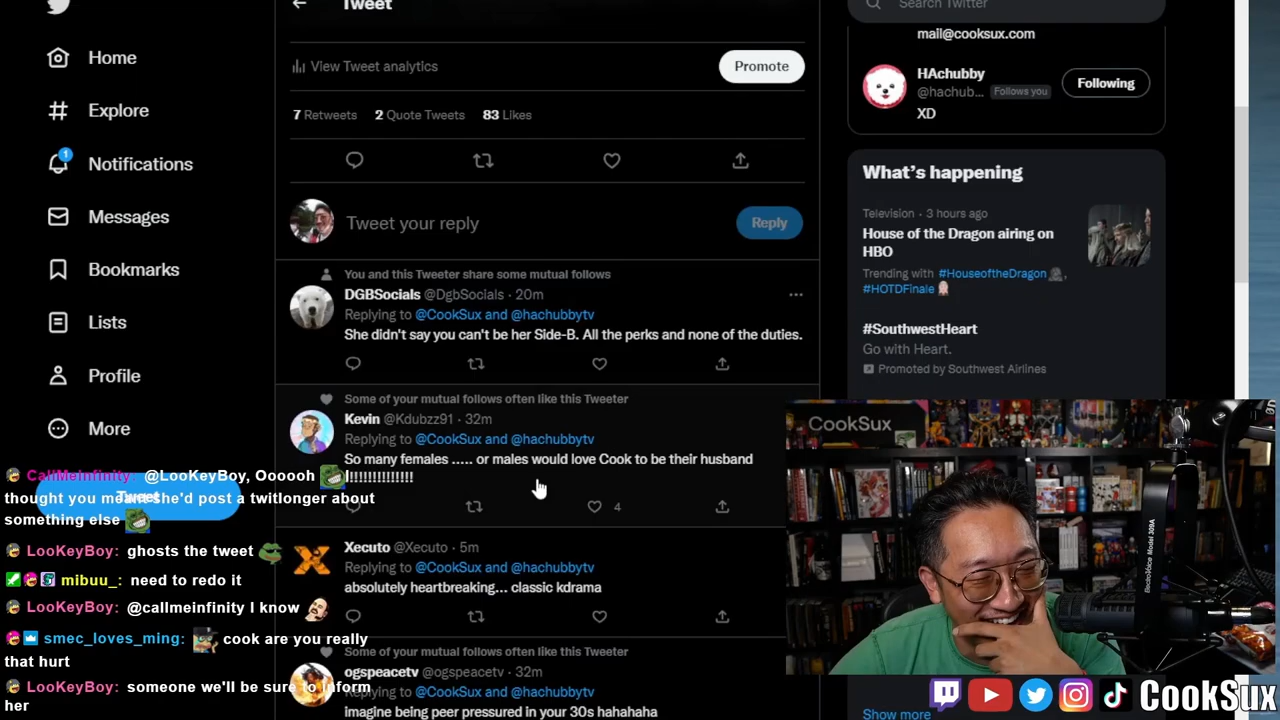 Tweet
Search Twitter
Home
Explore
1
Notifications
Messages
Bookmarks
Lists
Profile
More
Tweet
View Tweet analytics
Promote
7 Retweets 2 Quote Tweets 83 Likes
Tweet your reply
Reply
You and this Tweeter share some mutual follows
DGBSocials @DgbSocials · 20m
Replying to @CookSux and @hachubbytv
She didn't say you can't be her Side-B. All the perks and none of the duties.
Some of your mutual follows often like this Tweeter
Kevin @Kdubzz91 · 32m
Replying to @CookSux and @hachubbytv
So many females ..... or males would love Cook to be their husband
!!!!!!!!!!!!!!
4
Xecuto @Xecuto · 5m
Replying to @CookSux and @hachubbytv
absolutely heartbreaking... classic kdrama
Some of your mutual follows often like this Tweeter
ogspeacetv @ogspeacetv · 32m
Replying to @CookSux and @hachubbytv
imagine being peer pressured in your 30s hahahaha
mail@cooksux.com
HAchubby
@hachub... Follows you
Following
XD
What's happening
Television · 3 hours ago
House of the Dragon airing on
HBO
Trending with #HouseoftheDragon,
#HOTDFinale
#SouthwestHeart
Go with Heart.
Promoted by Southwest Airlines
Show more
CallMeinfinity: @LooKeyBoy, Oooooh I
thought you meant she'd post a twitlonger about
something else
LooKeyBoy: ghosts the tweet
mibuu_: need to redo it
LooKeyBoy: @callmeinfinity I know
smec_loves_ming: cook are you really
that hurt
LooKeyBoy: someone we'll be sure to inform
her
CookSux
ElectroVoice Model 309A
CookSux